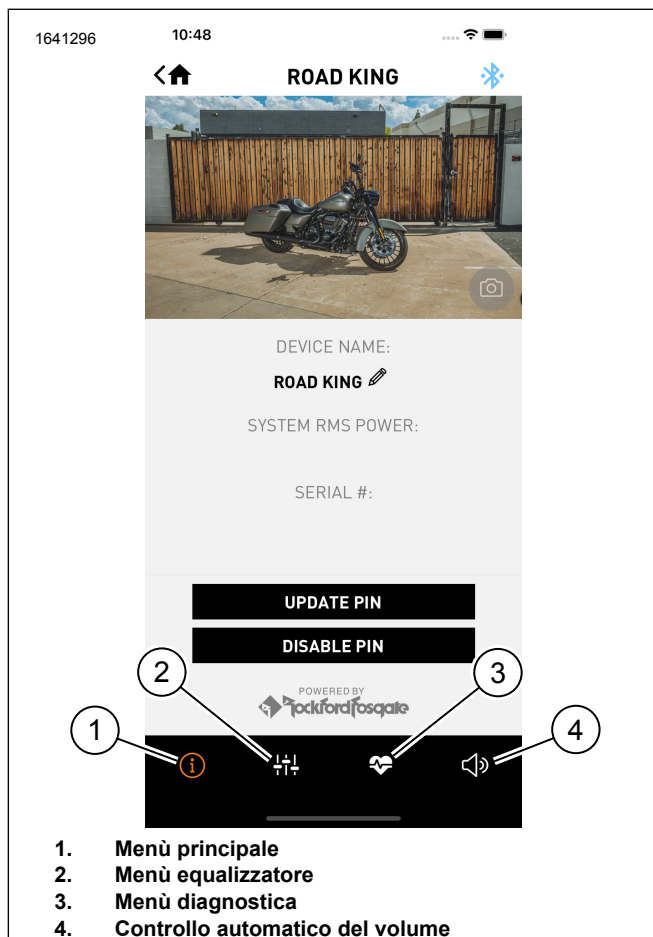 1641296
10:48
ROAD KING
DEVICE NAME:
ROAD KING
SYSTEM RMS POWER:
SERIAL #:
UPDATE PIN
DISABLE PIN
2
3
POWERED BY
Rockford Fosgate
1
4
1. Menù principale
2. Menù equalizzatore
3. Menù diagnostica
4. Controllo automatico del volume